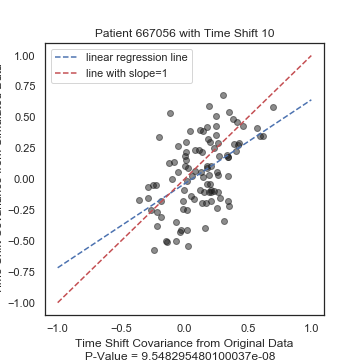 Patient 667056 with Time Shift 10
linear regression line
line with slope=1
1.00
0.75
0.50
0.25
0.00
−0.25
−0.50
−0.75
−1.00
−1.0
−0.5
0.0
0.5
1.0
Time Shift Covariance from Original Data
P-Value = 9.548295480100037e-08